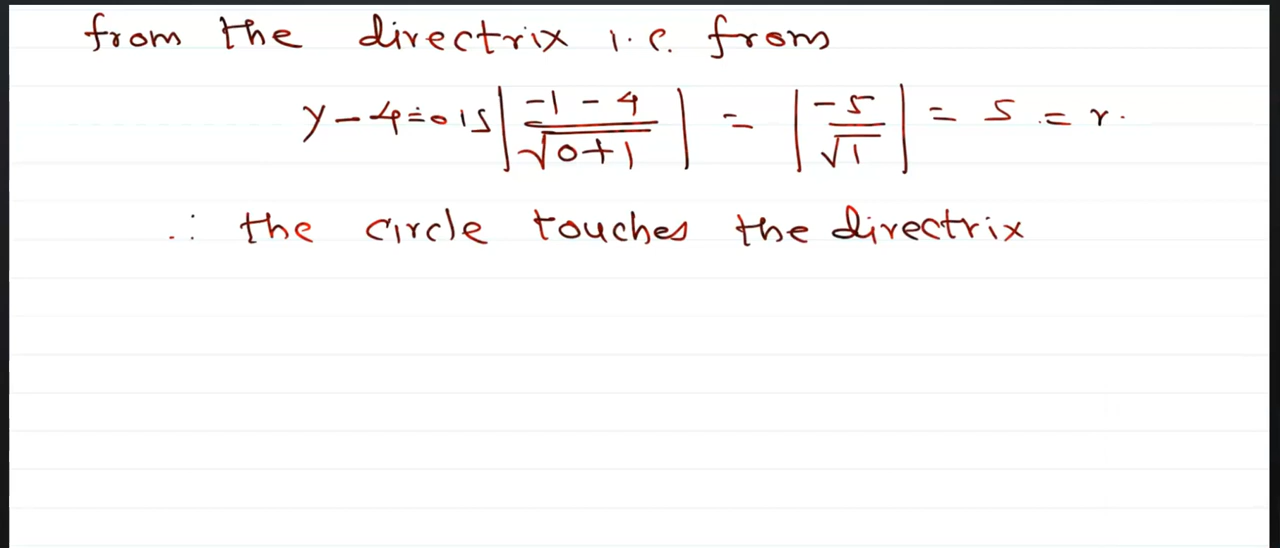 from the directrix i.e. from
y-4=0 is |(-1-4)/√(0+1)| = |-5/√1| = 5 = r.
∴ the circle touches the directrix